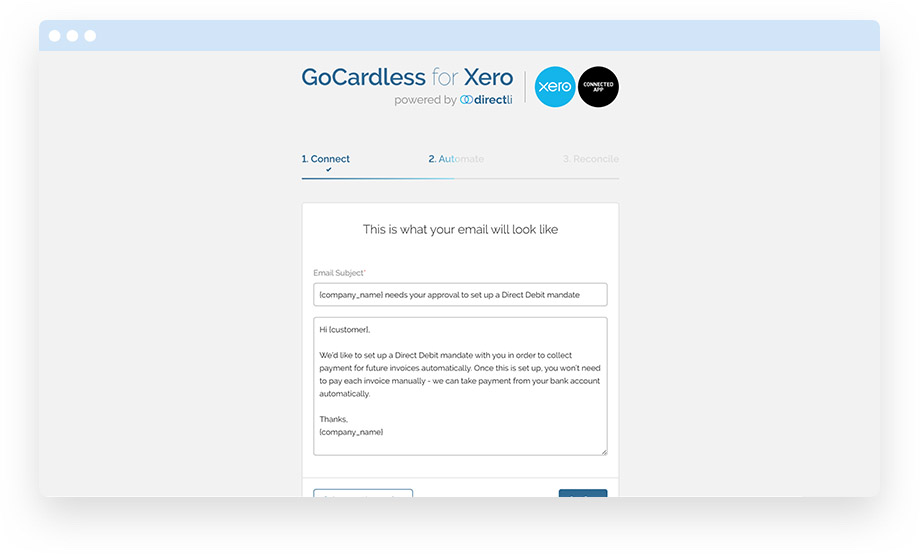 GoCardless for Xero
powered by directli
xero
CONNECTED
APP
1. Connect
2. Automate
3. Reconcile
This is what your email will look like
Email Subject*
{company_name} needs your approval to set up a Direct Debit mandate
Hi {customer},
We'd like to set up a Direct Debit mandate with you in order to collect
payment for future invoices automatically. Once this is set up, you won't need
to pay each invoice manually - we can take payment from your bank account
automatically.
Thanks,
{company_name}